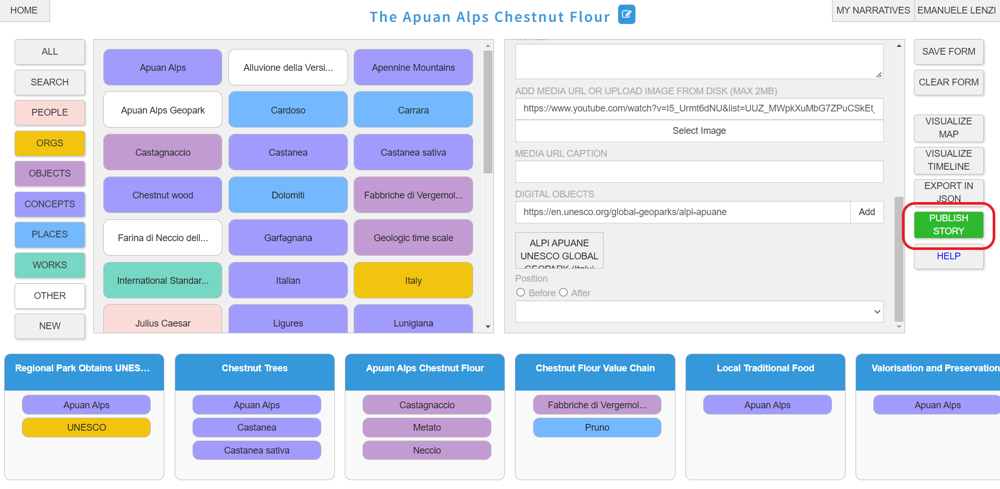 HOME
The Apuan Alps Chestnut Flour
MY NARRATIVES
EMANUELE LENZI
ALL
SEARCH
PEOPLE
ORGS
OBJECTS
CONCEPTS
PLACES
WORKS
OTHER
NEW
Apuan Alps
Alluvione della Versi...
Apennine Mountains
Apuan Alps Geopark
Cardoso
Carrara
Castagnaccio
Castanea
Castanea sativa
Chestnut wood
Dolomiti
Fabbriche di Vergemol...
Farina di Neccio dell...
Garfagnana
Geologic time scale
International Standar...
Italian
Italy
Julius Caesar
Ligures
Lunigiana
NOTES
ADD MEDIA URL OR UPLOAD IMAGE FROM DISK (MAX 2MB)
https://www.youtube.com/watch?v=I5_Urmt6dNU&list=UUZ_MWpkXuMbG7ZPuCSkEt_
Select Image
MEDIA URL CAPTION
DIGITAL OBJECTS
https://en.unesco.org/global-geoparks/alpi-apuane
Add
ALPI APUANE
UNESCO GLOBAL
GEOPARK (Italy)
Position
Before
After
SAVE FORM
CLEAR FORM
VISUALIZE
MAP
VISUALIZE
TIMELINE
EXPORT IN
JSON
PUBLISH
STORY
HELP
Regional Park Obtains UNES...
Apuan Alps
UNESCO
Chestnut Trees
Apuan Alps
Castanea
Castanea sativa
Apuan Alps Chestnut Flour
Castagnaccio
Metato
Neccio
Chestnut Flour Value Chain
Fabbriche di Vergemol...
Pruno
Local Traditional Food
Apuan Alps
Valorisation and Preservation
Apuan Alps